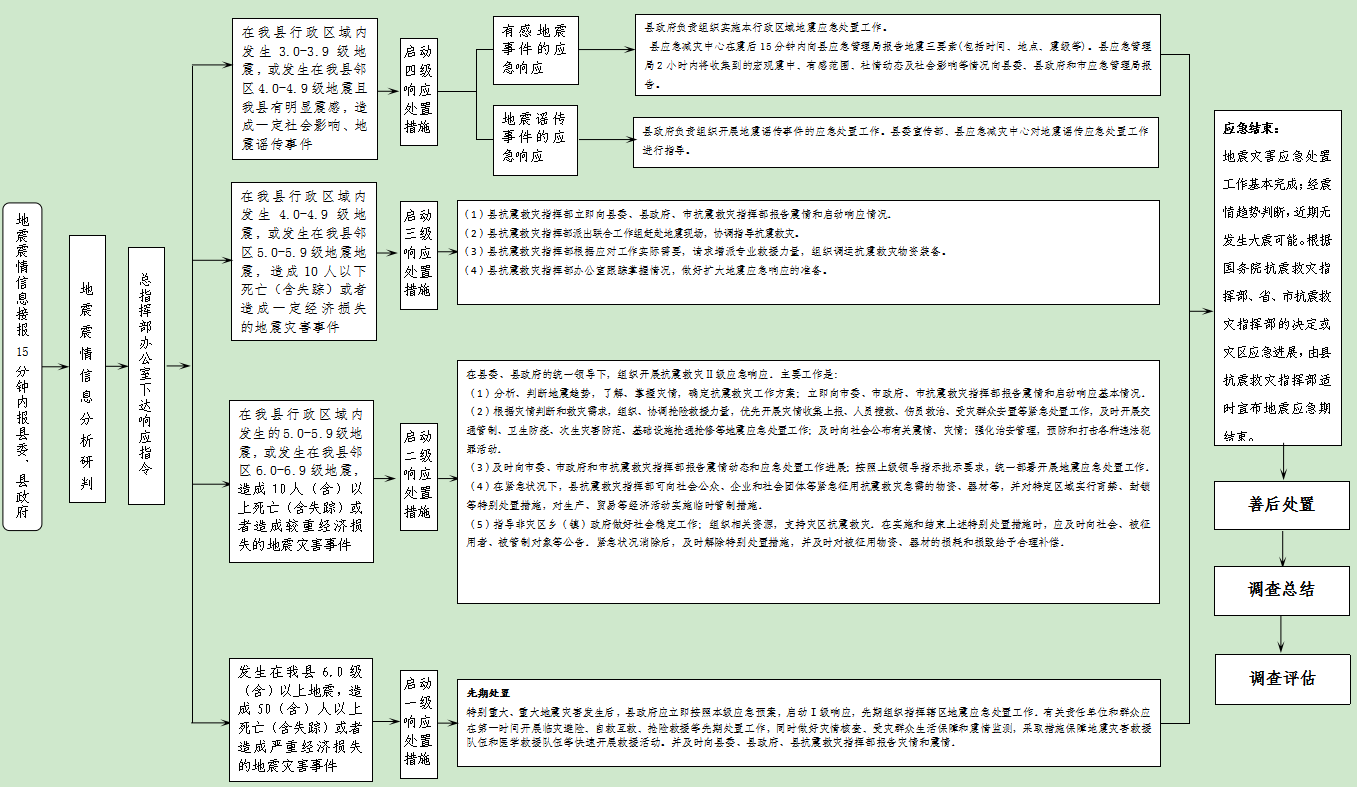 地震震情信息接报15分钟内报县委、县政府
地震震情信息分析研判
总指挥部办公室下达响应指令
在我县行政区域内
发生3.0-3.9级地
震，或发生在我县邻
区4.0-4.9级地震且
我县有明显震感，造
成一定社会影响、地
震谣传事件
启动
四级
响应
处置
措施
有感地震
事件的应
急响应
县政府负责组织实施本行政区域地震应急处置工作。
县应急减灾中心在震后15分钟内向县应急管理局报告地震三要素(包括时间、地点、震级等)。县应急管理
局2小时内将收集到的宏观震中、有感范围、社情动态及社会影响等情况向县委、县政府和市应急管理局报
告。
地震谣传
事件的应
急响应
县政府负责组织开展地震谣传事件的应急处置工作。县委宣传部、县应急减灾中心对地震谣传应急处置工作
进行指导。
在我县行政区域内
发生4.0-4.9级地
震，或发生在我县邻
区5.0-5.9级地震地
震，造成10人以下
死亡（含失踪）或者
造成一定经济损失
的地震灾害事件
启动
三级
响应
处置
措施
（1）县抗震救灾指挥部立即向县委、县政府、市抗震救灾指挥部报告震情和启动响应情况。
（2）县抗震救灾指挥部派出联合工作组赶赴地震现场，协调指导抗震救灾。
（3）县抗震救灾指挥部根据应对工作实际需要，请求增派专业救援力量，组织调运抗震救灾物资装备。
（4）县抗震救灾指挥部办公室跟踪掌握情况，做好扩大地震应急响应的准备。
在我县行政区域内
发生的5.0-5.9级地
震，或发生在我县邻
区6.0-6.9级地震，
造成10人（含）以
上死亡（含失踪）或
者造成较重经济损
失的地震灾害事件
启动
二级
响应
处置
措施
在县委、县政府的统一领导下，组织开展抗震救灾Ⅱ级应急响应。主要工作是：
（1）分析、判断地震趋势，了解、掌握灾情，确定抗震救灾工作方案；立即向市委、市政府、市抗震救灾指挥部报告震情和启动响应基本情况。
（2）根据灾情判断和救灾需求，组织、协调抢险救援力量，优先开展灾情收集上报、人员搜救、伤员救治、受灾群众安置等紧急处置工作，及时开展交
通管制、卫生防疫、次生灾害防范、基础设施抢通抢修等地震应急处置工作；及时向社会公布有关震情、灾情；强化治安管理，预防和打击各种违法犯
罪活动。
（3）及时向市委、市政府和市抗震救灾指挥部报告震情动态和应急处置工作进展；按照上级领导指示批示要求，统一部署开展地震应急处置工作。
（4）在紧急状况下，县抗震救灾指挥部可向社会公众、企业和社会团体等紧急征用抗震救灾急需的物资、器材等，并对特定区域实行宵禁、封锁
等特别处置措施，对生产、贸易等经济活动实施临时管制措施。
（5）指导非灾区乡（镇）政府做好社会稳定工作；组织相关资源，支持灾区抗震救灾。在实施和结束上述特别处置措施时，应及时向社会、被征
用者、被管制对象等公告。紧急状况消除后，及时解除特别处置措施，并及时对被征用物资、器材的损耗和损毁给予合理补偿。
发生在我县6.0级
（含）以上地震，造
成50（含）人以上
死亡（含失踪）或者
造成严重经济损失
的地震灾害事件
启动
一级
响应
处置
措施
先期处置
特别重大、重大地震灾害发生后，县政府应立即按照本级应急预案，启动Ⅰ级响应，先期组织指挥辖区地震应急处置工作。有关责任单位和群众应
在第一时间开展临灾避险、自救互救、抢险救援等先期处置工作，同时做好灾情核查、受灾群众生活保障和震情监测，采取措施保障地震灾害救援
队伍和医学救援队伍等快速开展救援活动。并及时向县委、县政府、县抗震救灾指挥部报告灾情和震情。
应急结束：
地震灾害应急处置
工作基本完成；经震
情趋势判断，近期无
发生大震可能。根据
国务院抗震救灾指
挥部、省、市抗震救
灾指挥部的决定或
灾区应急进展，由县
抗震救灾指挥部适
时宣布地震应急期
结束。
善后处置
调查总结
调查评估